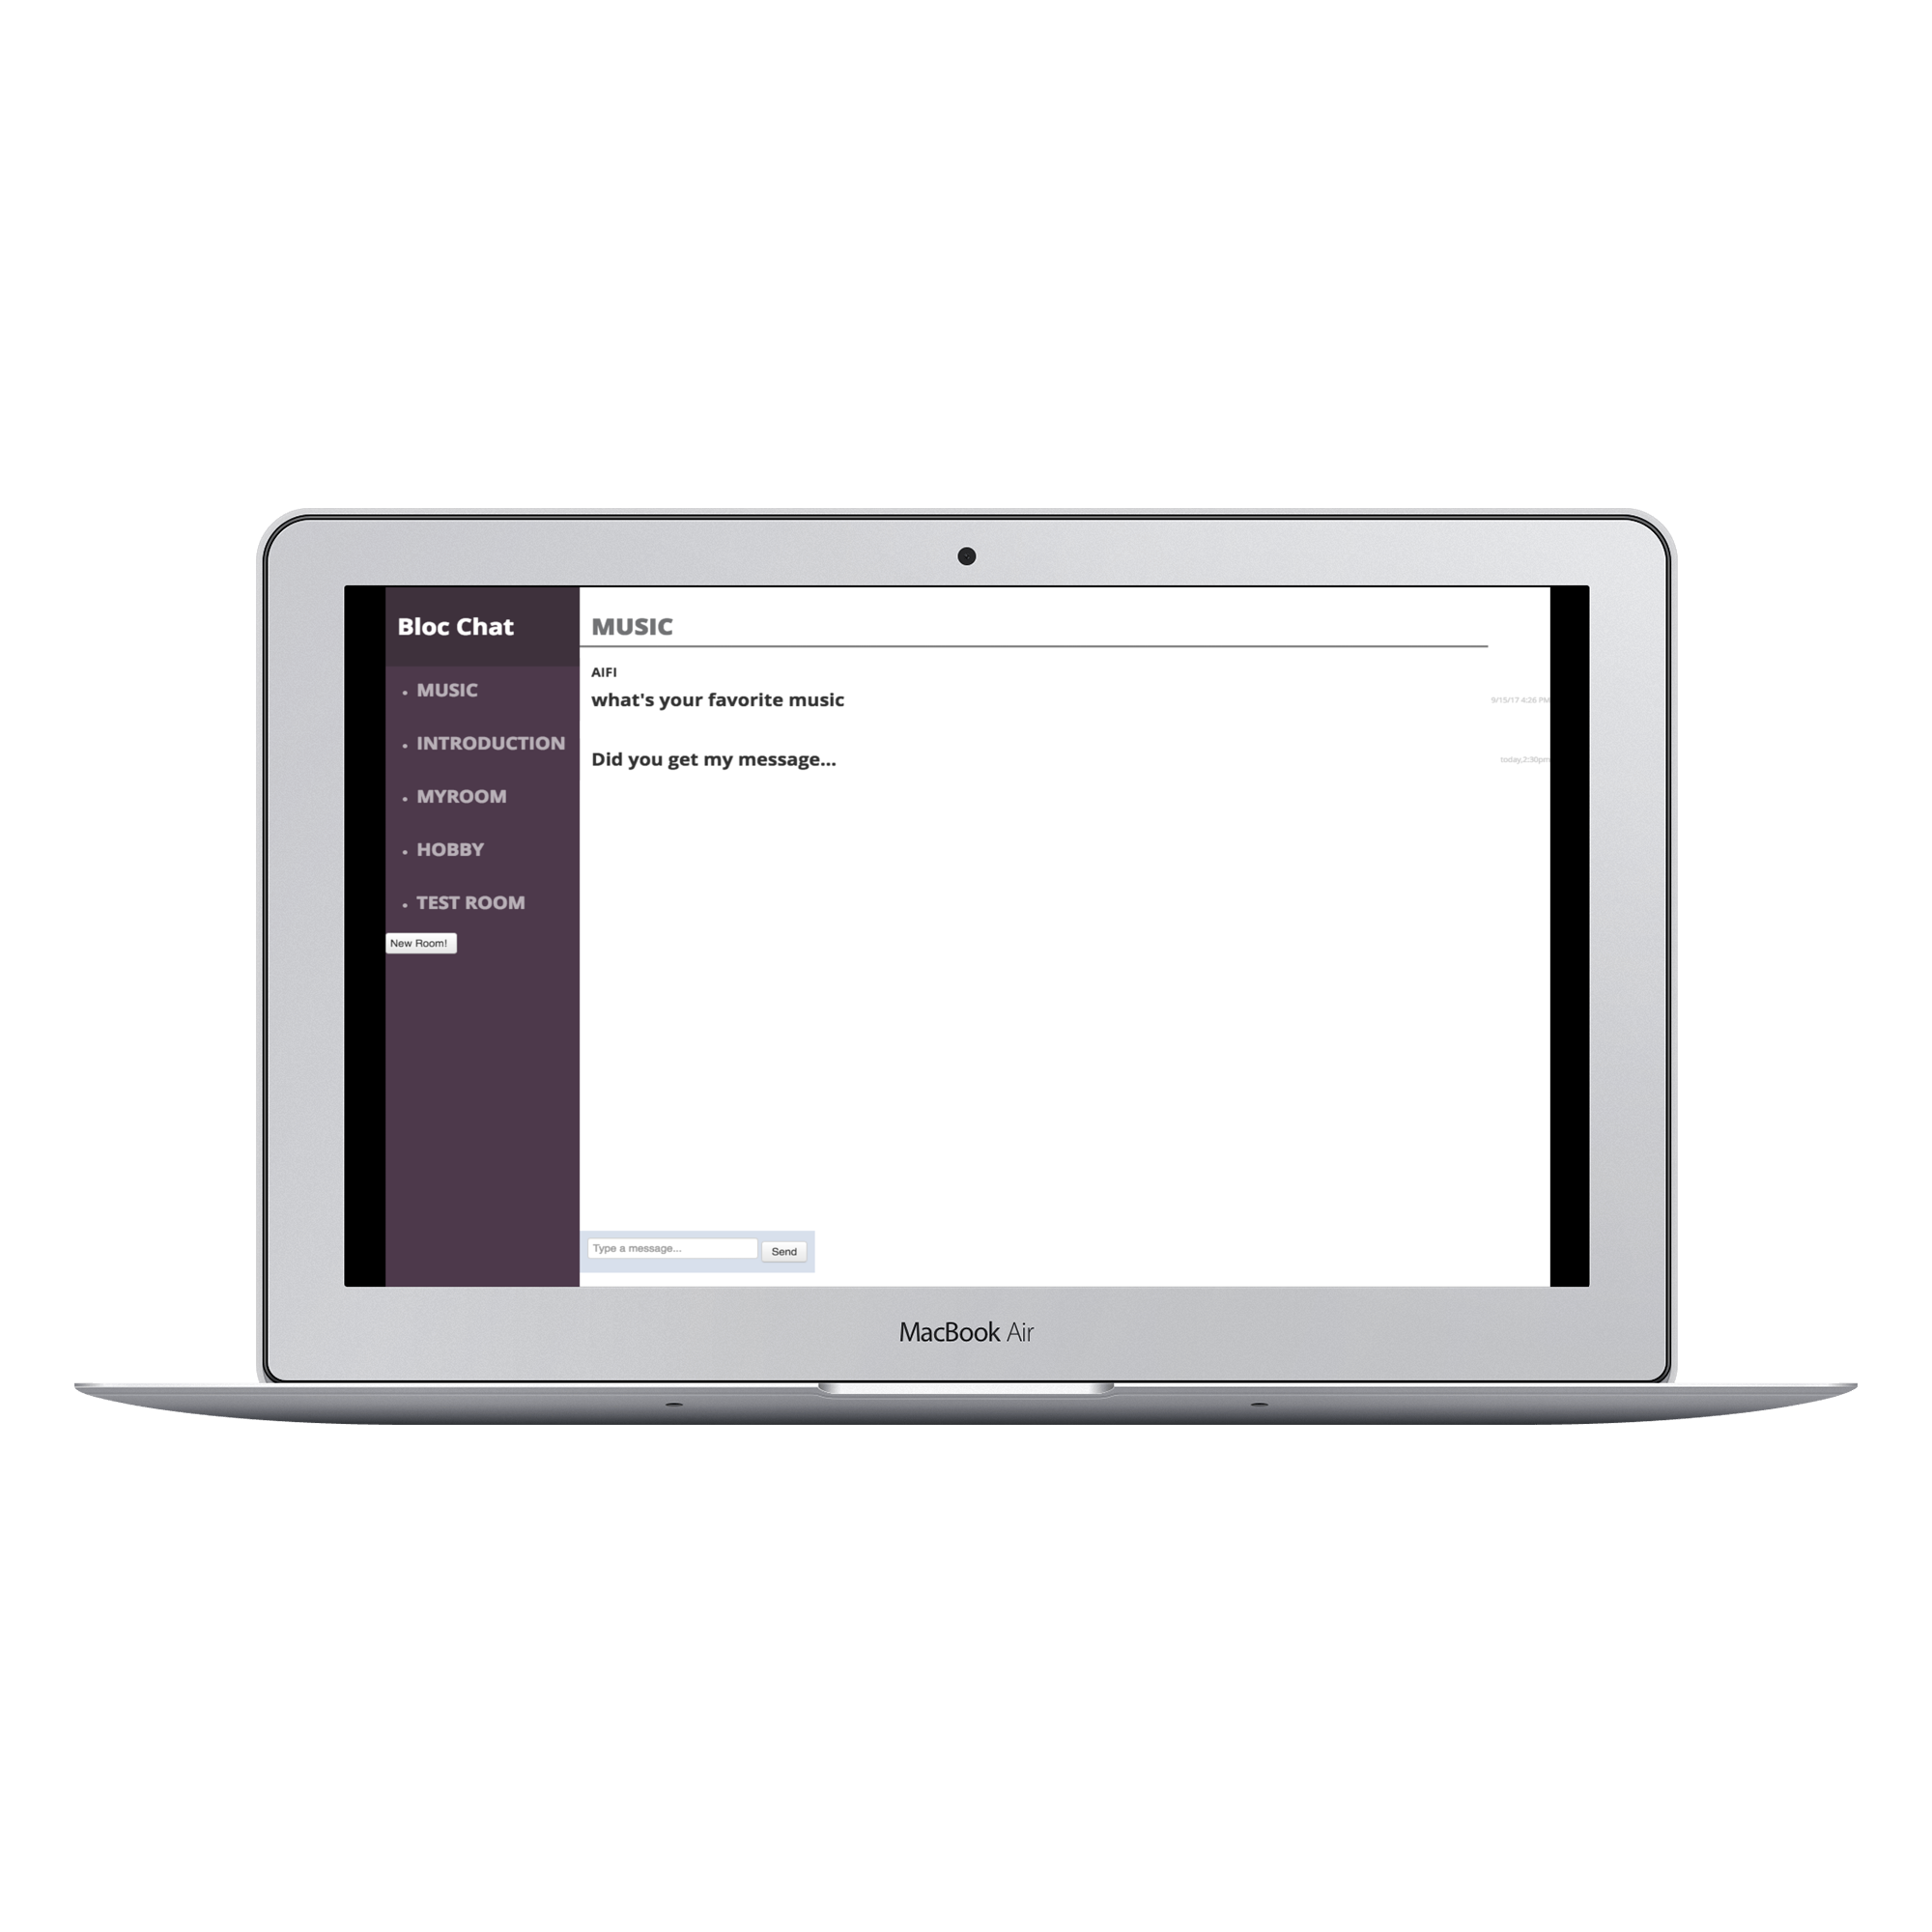 Bloc Chat
• MUSIC
• INTRODUCTION
• MYROOM
• HOBBY
• TEST ROOM
New Room!
MUSIC
AIFI
what's your favorite music
9/15/17 4:26 PM
Did you get my message...
today,2:30pm
Type a message...
Send
MacBook Air